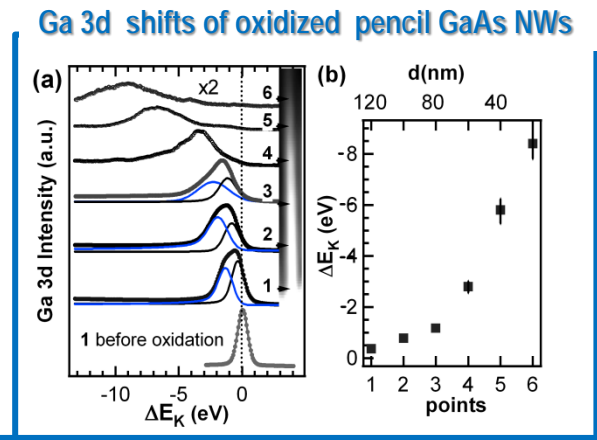 Ga 3d shifts of oxidized pencil GaAs NWs
(a)
x2
6
5
4
3
2
1
1 before oxidation
Ga 3d Intensity (a.u.)
-10
-5
0
ΔEK (eV)
(b)
d(nm)
120
80
40
-8
-6
-4
-2
0
ΔEK (eV)
1 2 3 4 5 6
points